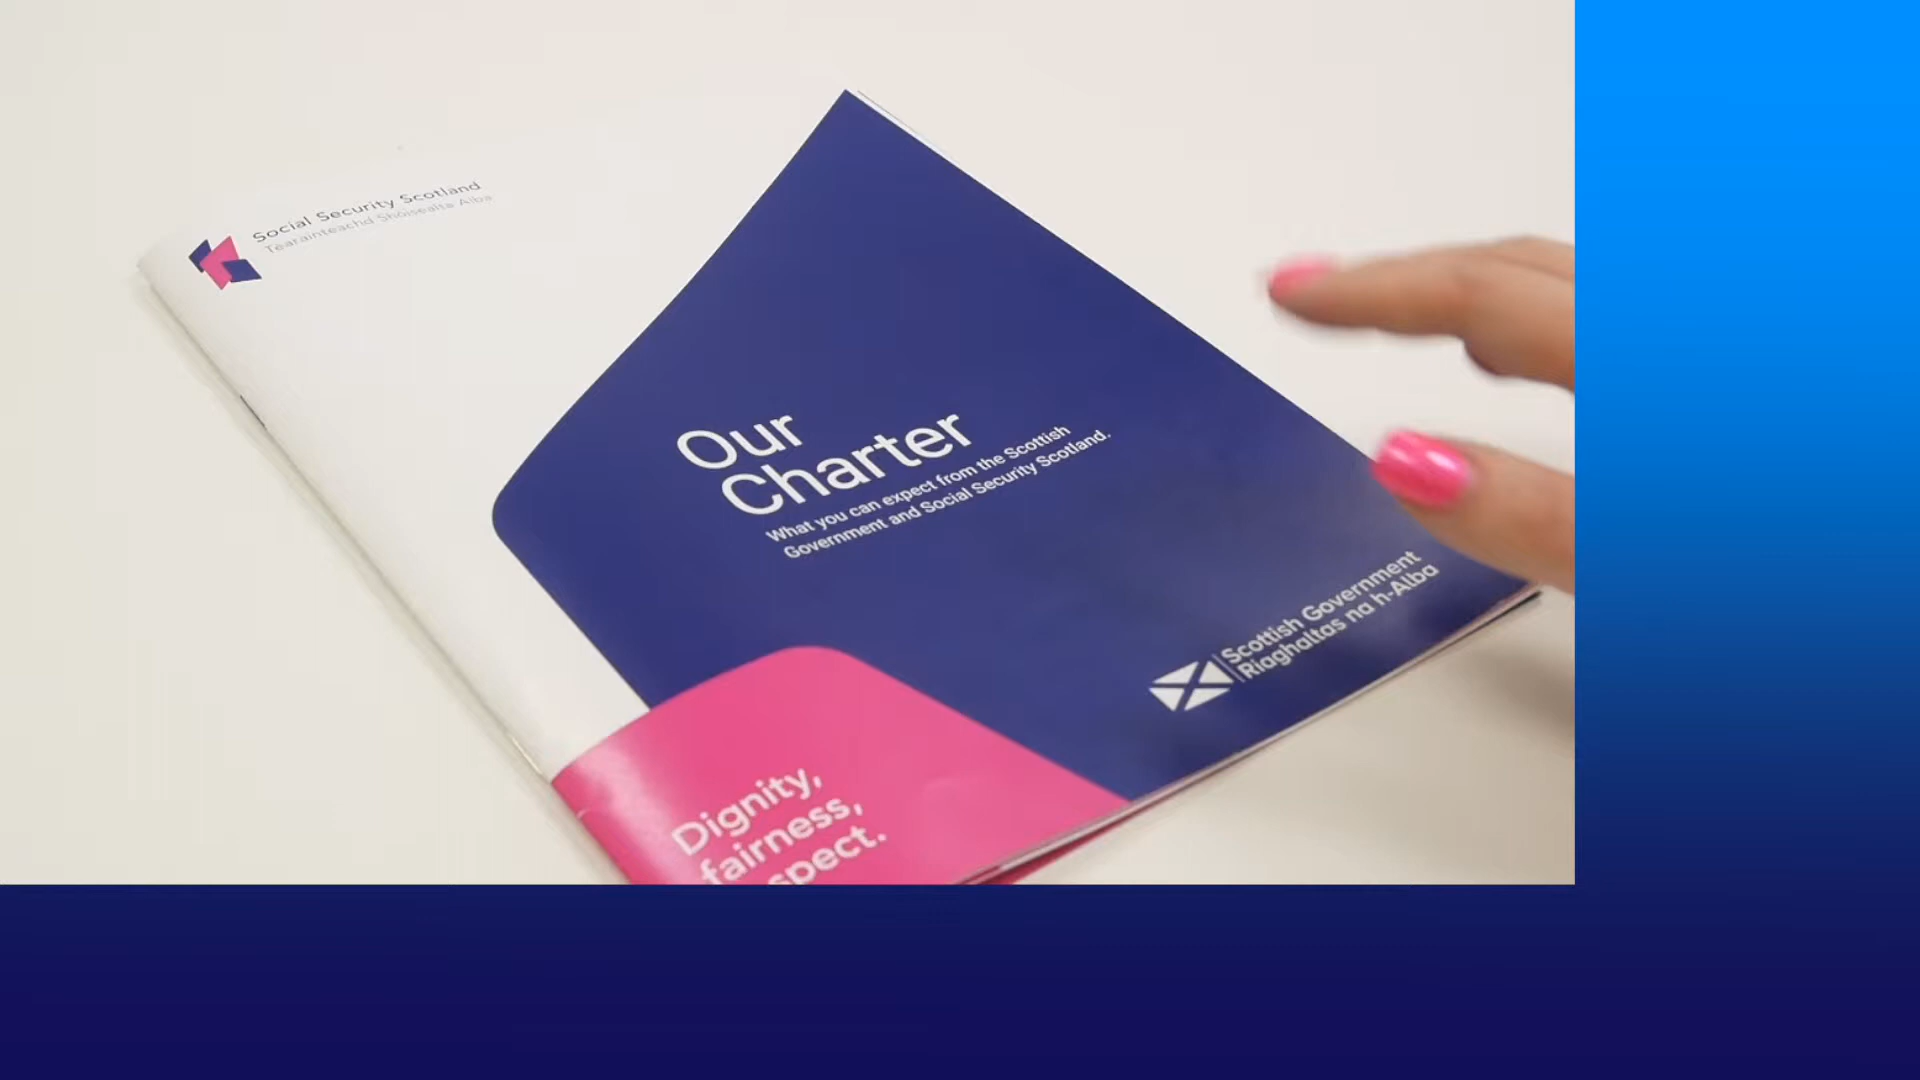 Social Security Scotland
Tèarainteachd Shòisealta Alba
Our
Charter
What you can expect from the Scottish
Government and Social Security Scotland.
Scottish Government
Riaghaltas na h-Alba
Dignity,
fairness,
spect.